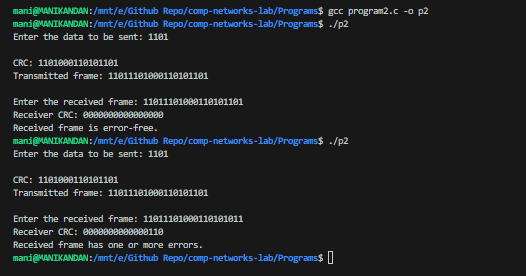 mani@MANIKANDAN:/mnt/e/Github Repo/comp-networks-lab/Programs$ gcc program2.c -o p2
mani@MANIKANDAN:/mnt/e/Github Repo/comp-networks-lab/Programs$ ./p2
Enter the data to be sent: 1101
CRC: 1101000110101101
Transmitted frame: 11011101000110101101
Enter the received frame: 11011101000110101101
Receiver CRC: 0000000000000000
Received frame is error-free.
mani@MANIKANDAN:/mnt/e/Github Repo/comp-networks-lab/Programs$ ./p2
Enter the data to be sent: 1101
CRC: 1101000110101101
Transmitted frame: 11011101000110101101
Enter the received frame: 11011101000110101011
Receiver CRC: 0000000000000110
Received frame has one or more errors.
mani@MANIKANDAN:/mnt/e/Github Repo/comp-networks-lab/Programs$